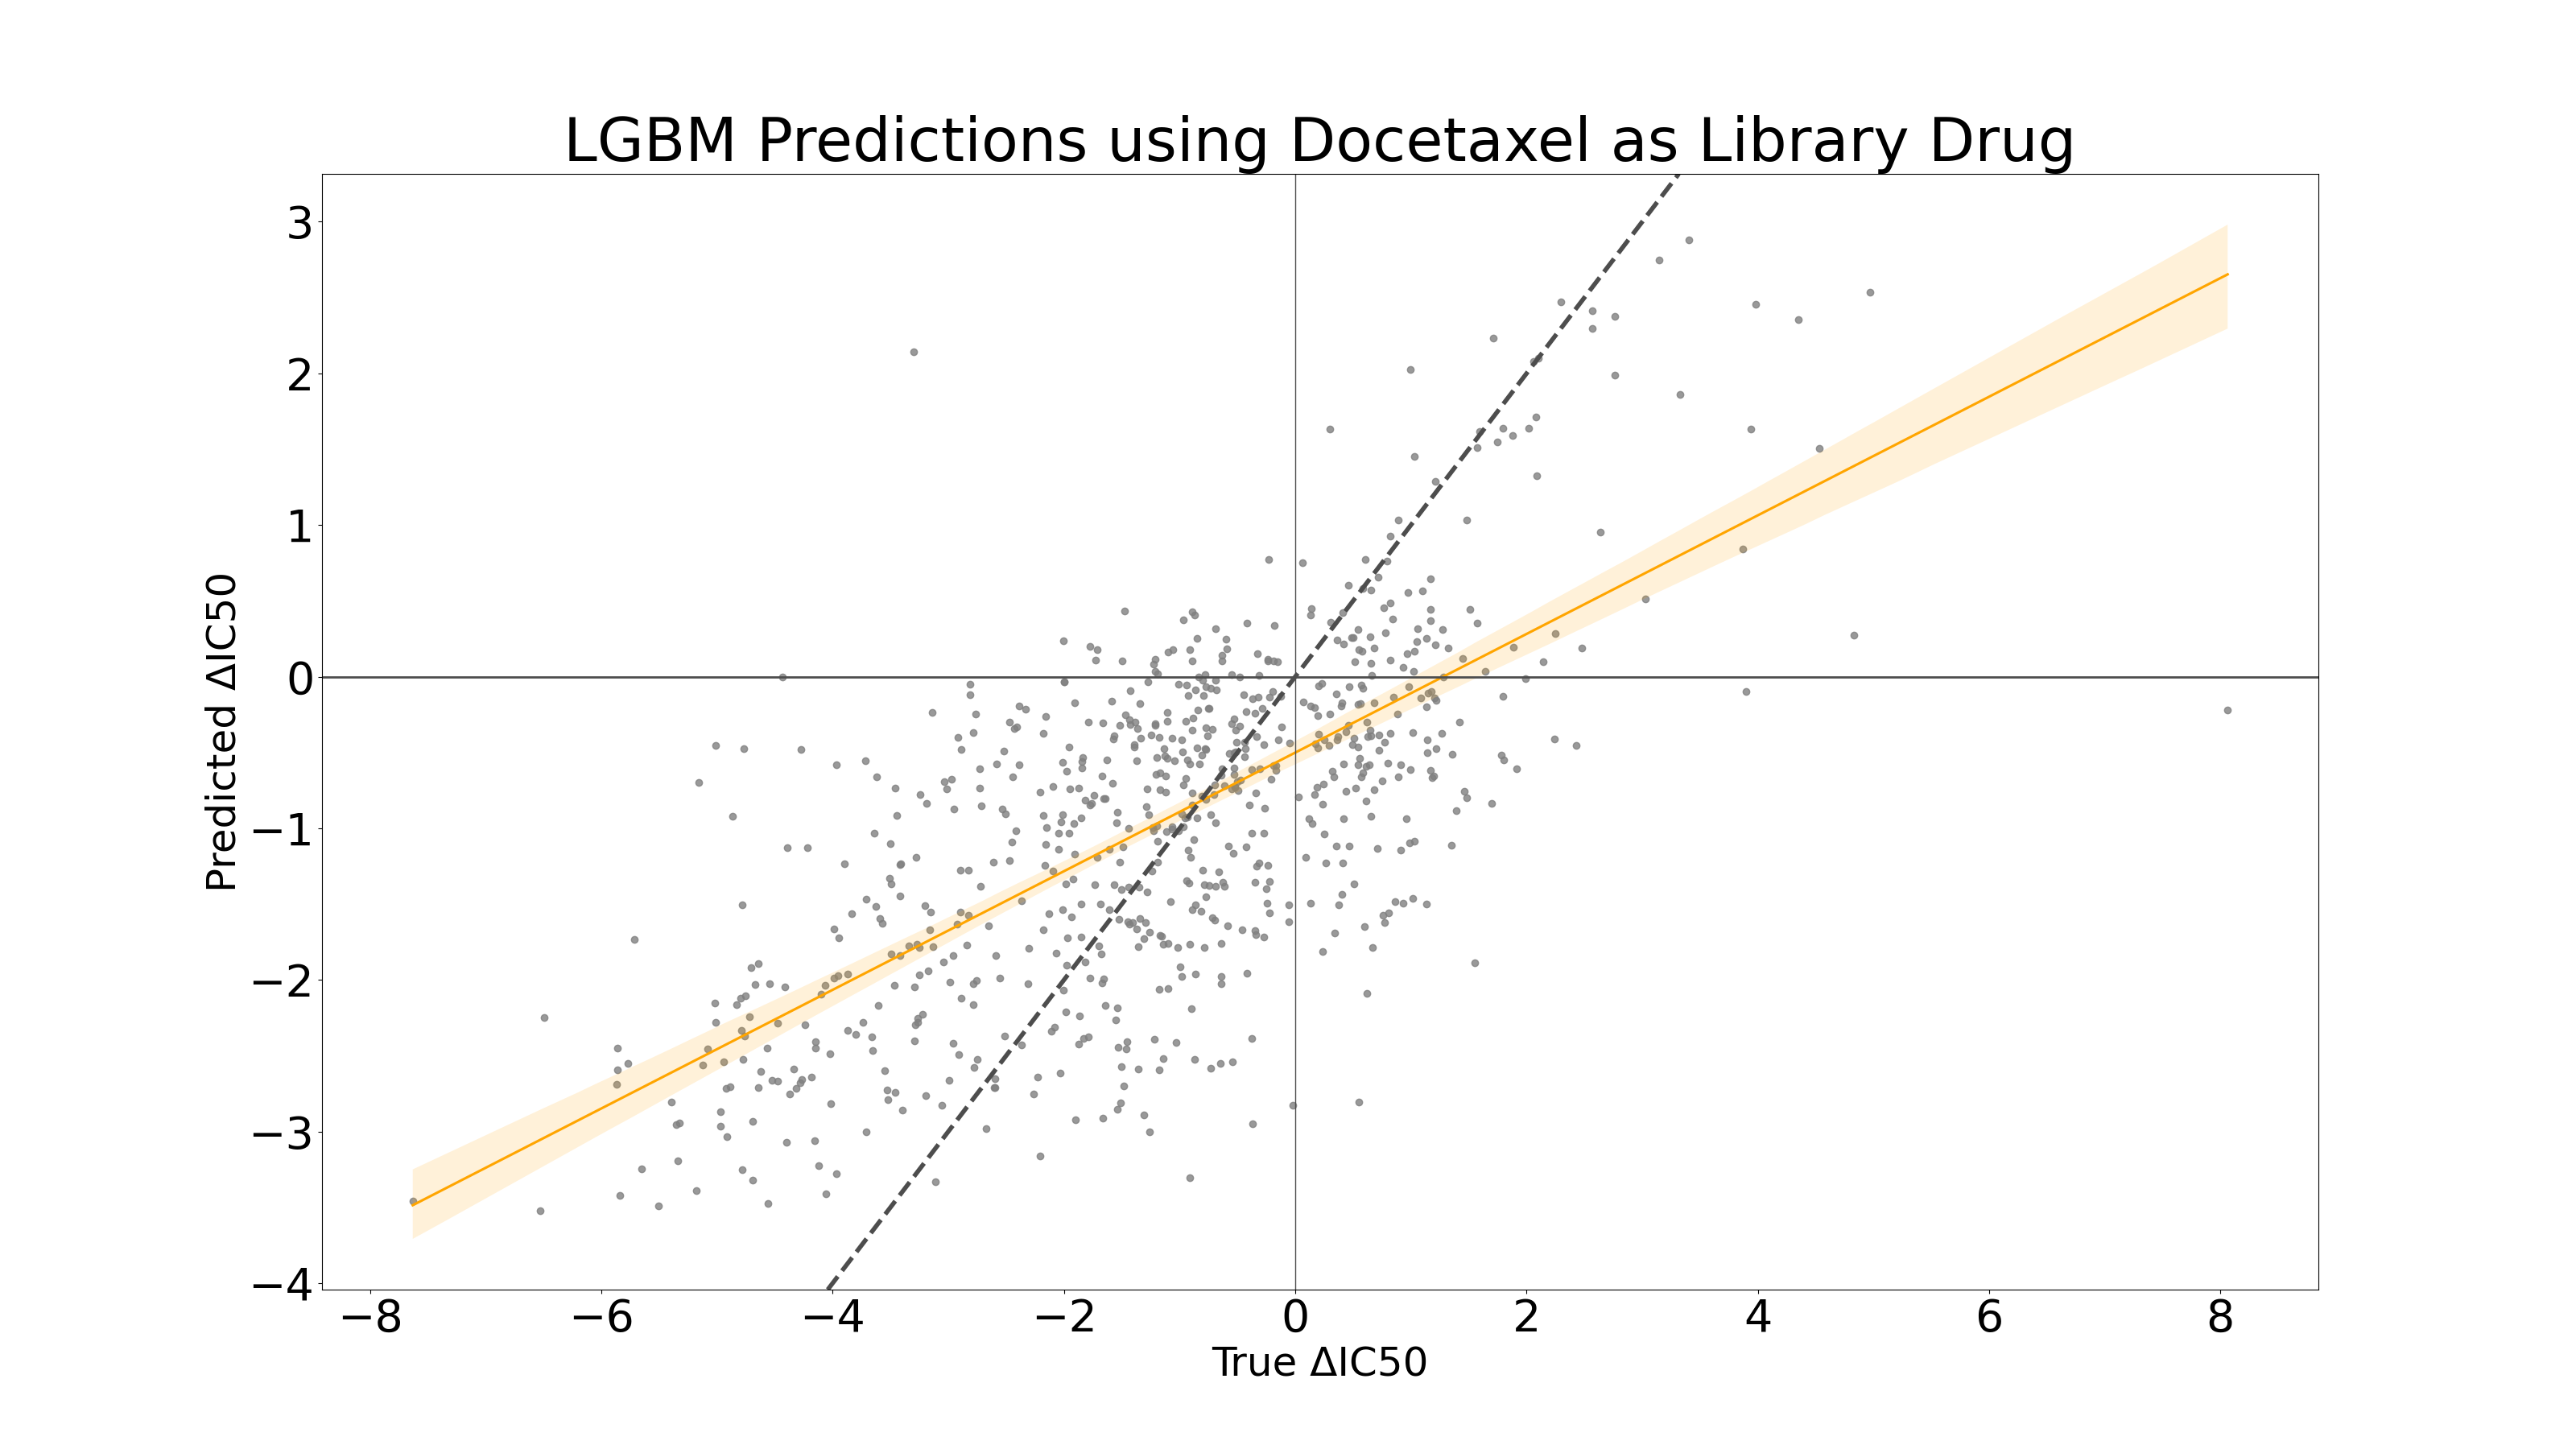 LGBM Predictions using Docetaxel as Library Drug
Predicted ΔIC50
3
2
1
0
−1
−2
−3
−4
−8 −6 −4 −2 0 2 4 6 8
True ΔIC50